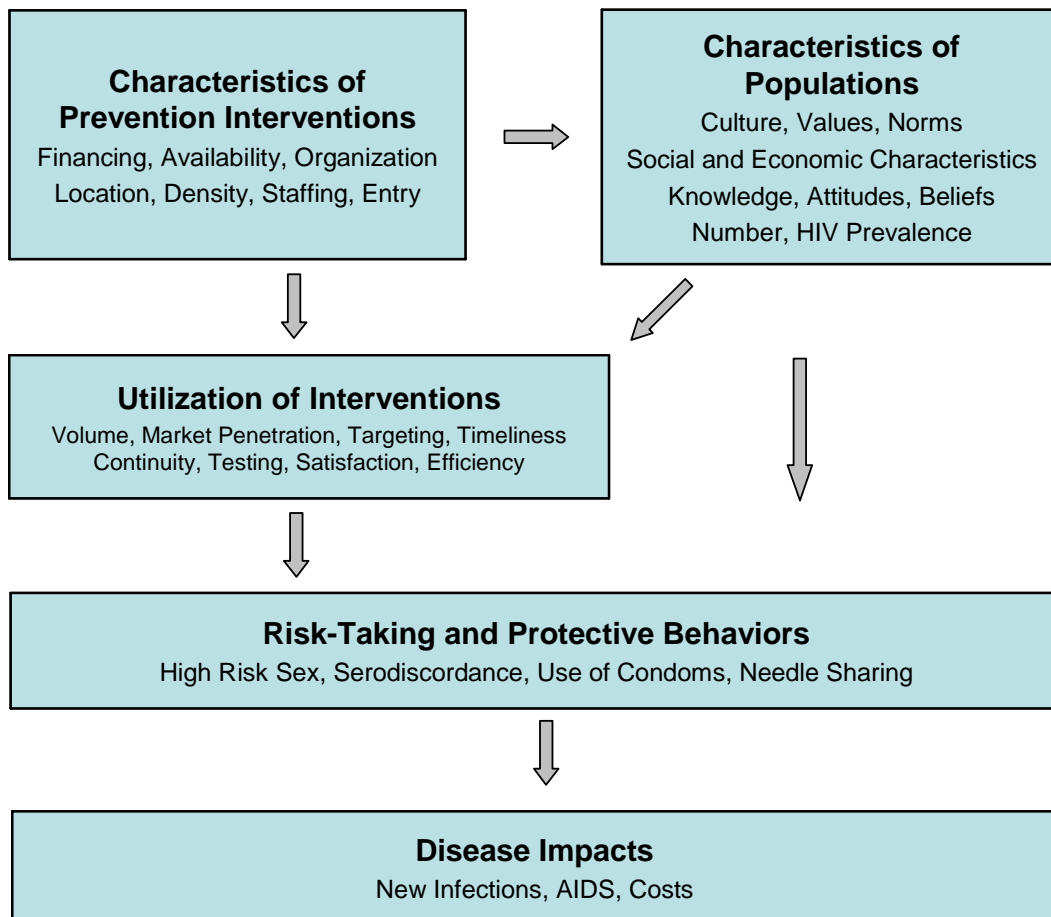 Characteristics of
Prevention Interventions
Financing, Availability, Organization
Location, Density, Staffing, Entry
Characteristics of
Populations
Culture, Values, Norms
Social and Economic Characteristics
Knowledge, Attitudes, Beliefs
Number, HIV Prevalence
Utilization of Interventions
Volume, Market Penetration, Targeting, Timeliness
Continuity, Testing, Satisfaction, Efficiency
Risk-Taking and Protective Behaviors
High Risk Sex, Serodiscordance, Use of Condoms, Needle Sharing
Disease Impacts
New Infections, AIDS, Costs